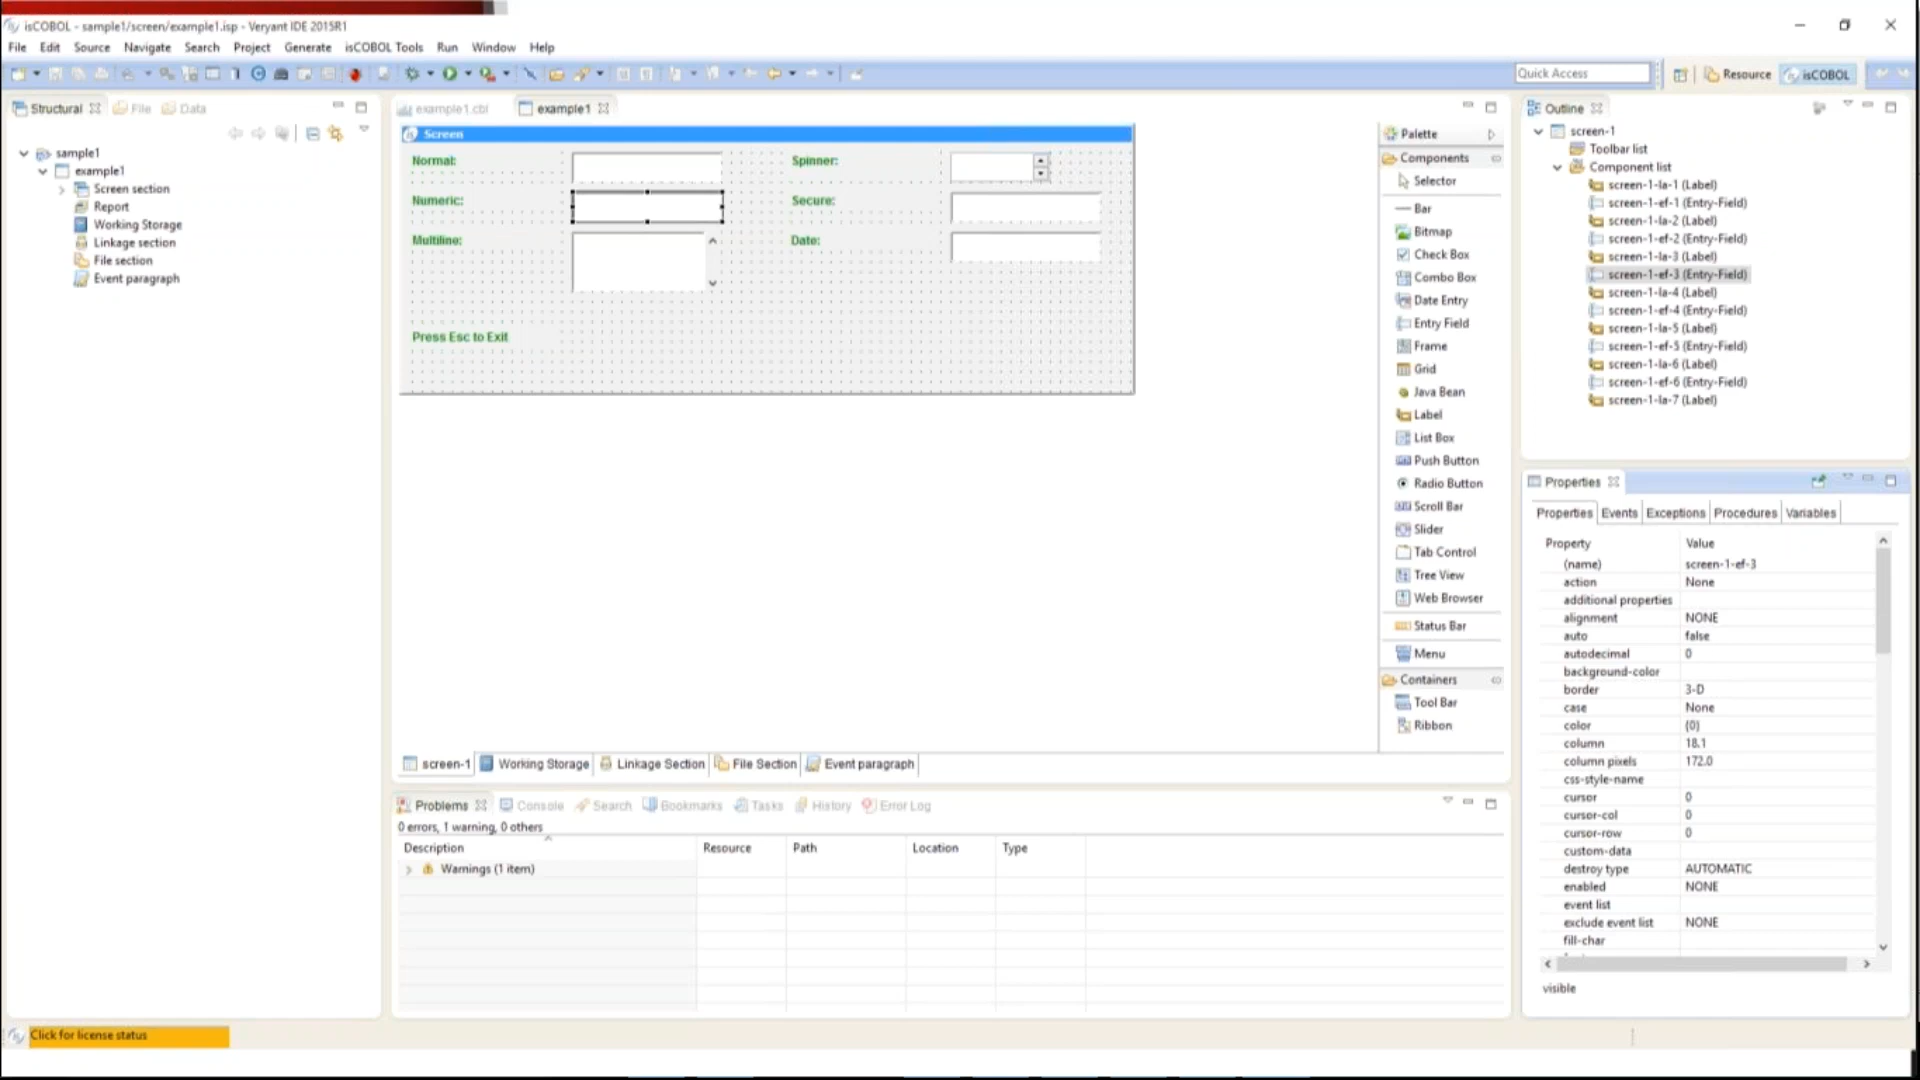 isCOBOL - sample1/screen/example1.isp - Veryant IDE 2015R1
File Edit Source Navigate Search Project Generate isCOBOL Tools Run Window Help
Quick Access
Resource
isCOBOL
Structural
File
Data
sample1
example1
Screen section
Report
Working Storage
Linkage section
File section
Event paragraph
example1.cbl
example1
Screen
Normal:
Spinner:
Numeric:
Secure:
Multiline:
Date:
Press Esc to Exit
Palette
Components
Selector
Bar
Bitmap
Check Box
Combo Box
Date Entry
Entry Field
Frame
Grid
Java Bean
Label
List Box
Push Button
Radio Button
Scroll Bar
Slider
Tab Control
Tree View
Web Browser
Status Bar
Menu
Containers
Tool Bar
Ribbon
screen-1 Working Storage Linkage Section File Section Event paragraph
Problems Console Search Bookmarks Tasks History Error Log
0 errors, 1 warning, 0 others
Description Resource Path Location Type
Warnings (1 item)
Outline
screen-1
Toolbar list
Component list
screen-1-la-1 (Label)
screen-1-ef-1 (Entry-Field)
screen-1-la-2 (Label)
screen-1-ef-2 (Entry-Field)
screen-1-la-3 (Label)
screen-1-ef-3 (Entry-Field)
screen-1-la-4 (Label)
screen-1-ef-4 (Entry-Field)
screen-1-la-5 (Label)
screen-1-ef-5 (Entry-Field)
screen-1-la-6 (Label)
screen-1-ef-6 (Entry-Field)
screen-1-la-7 (Label)
Properties
Properties Events Exceptions Procedures Variables
Property Value
(name) screen-1-ef-3
action None
additional properties
alignment NONE
auto false
autodecimal 0
background-color
border 3-D
case None
color {0}
column 18.1
column pixels 172.0
css-style-name
cursor 0
cursor-col 0
cursor-row 0
custom-data
destroy type AUTOMATIC
enabled NONE
event list
exclude event list NONE
fill-char
visible
Click for license status